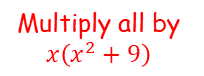 Multiply all by
x(x² + 9)